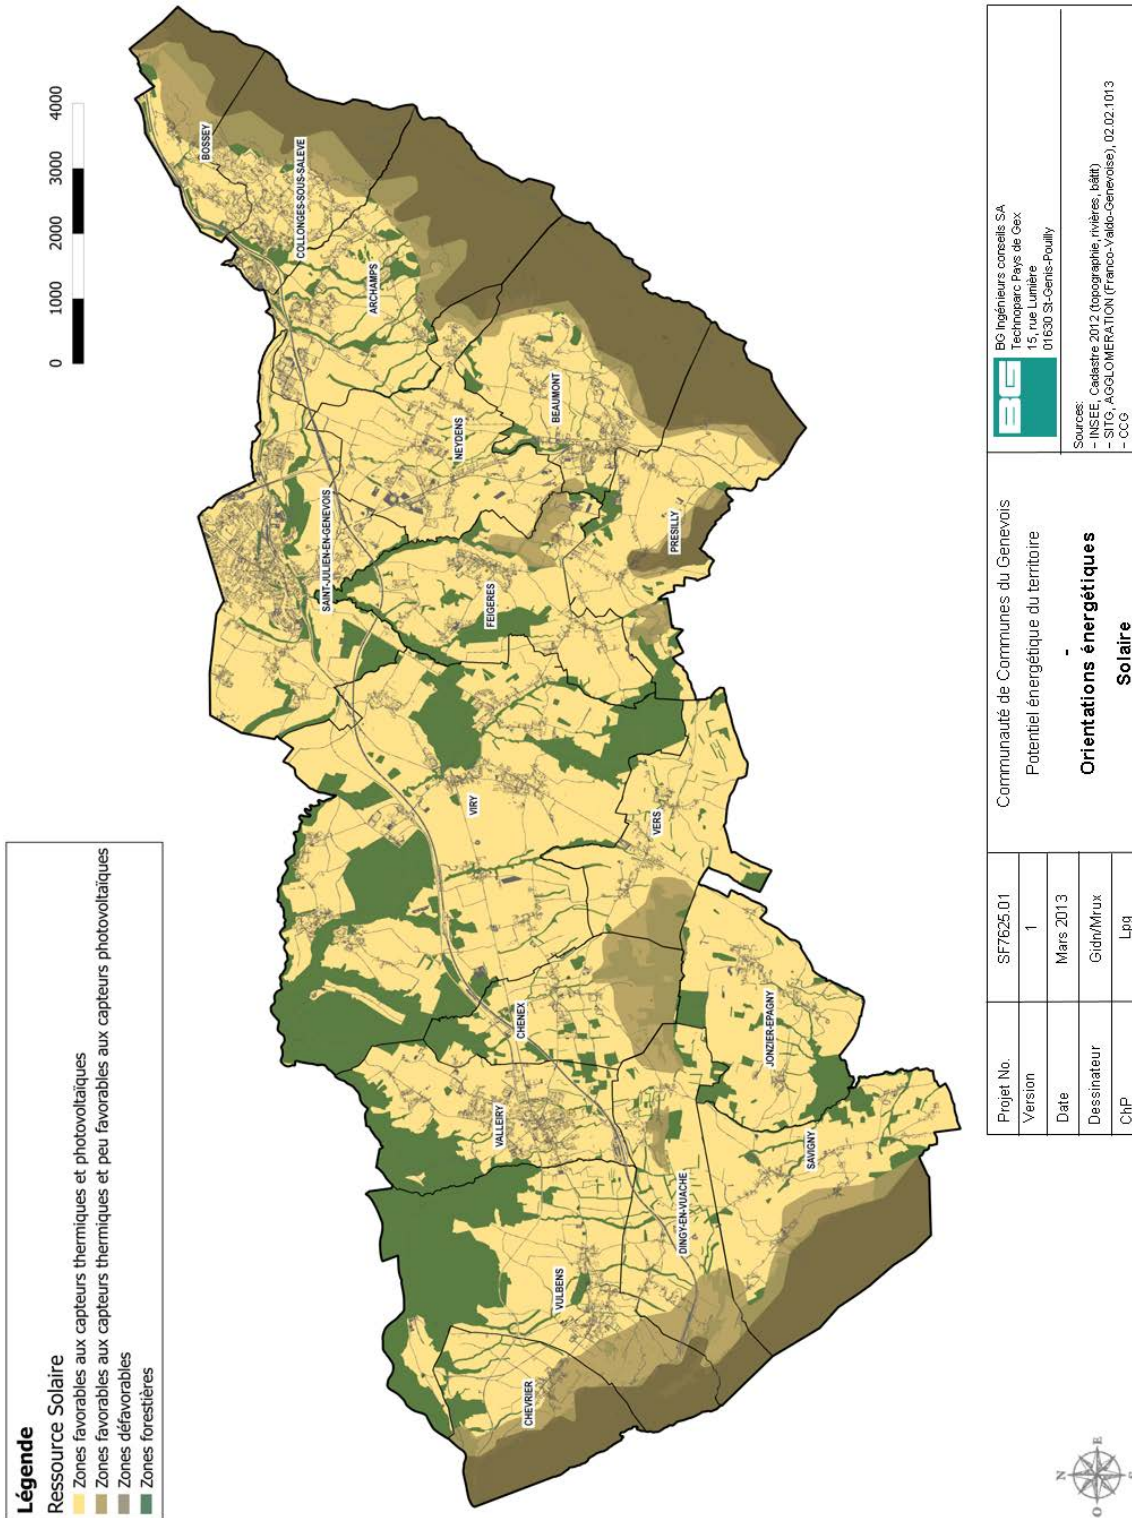 Légende
Ressource Solaire
Zones favorables aux capteurs thermiques et photovoltaïques
Zones favorables aux capteurs thermiques et peu favorables aux capteurs photovoltaïques
Zones défavorables
Zones forestières
0 1000 2000 3000 4000
BOSSEY
COLLONGES-SOUS-SALEVE
ARCHAMPS
SAINT-JULIEN-EN-GENEVOIS
NEYDENS
BEAUMONT
FEIGERES
PRESILLY
VIRY
VERS
CHENEX
VALLEIRY
JONZIER-EPAGNY
VULBENS
DINGY-EN-VUACHE
SAVIGNY
CHEVRIER
N
O
E
S
Projet No. SF7625.01
Version 1
Date Mars 2013
Dessinateur Gidn/Mrux
ChP Lpq
Communauté de Communes du Genevois
Potentiel énergétique du territoire
-
Orientations énergétiques
Solaire
BG
BG Ingénieurs conseils SA
Technoparc Pays de Gex
15, rue Lumière
01630 St-Genis-Pouilly
Sources:
- INSEE, Cadastre 2012 (topographie, rivières, bâtit)
- SITG, AGGLOMERATION (Franco-Valdo-Genevoise), 02.02.1013
- CCG